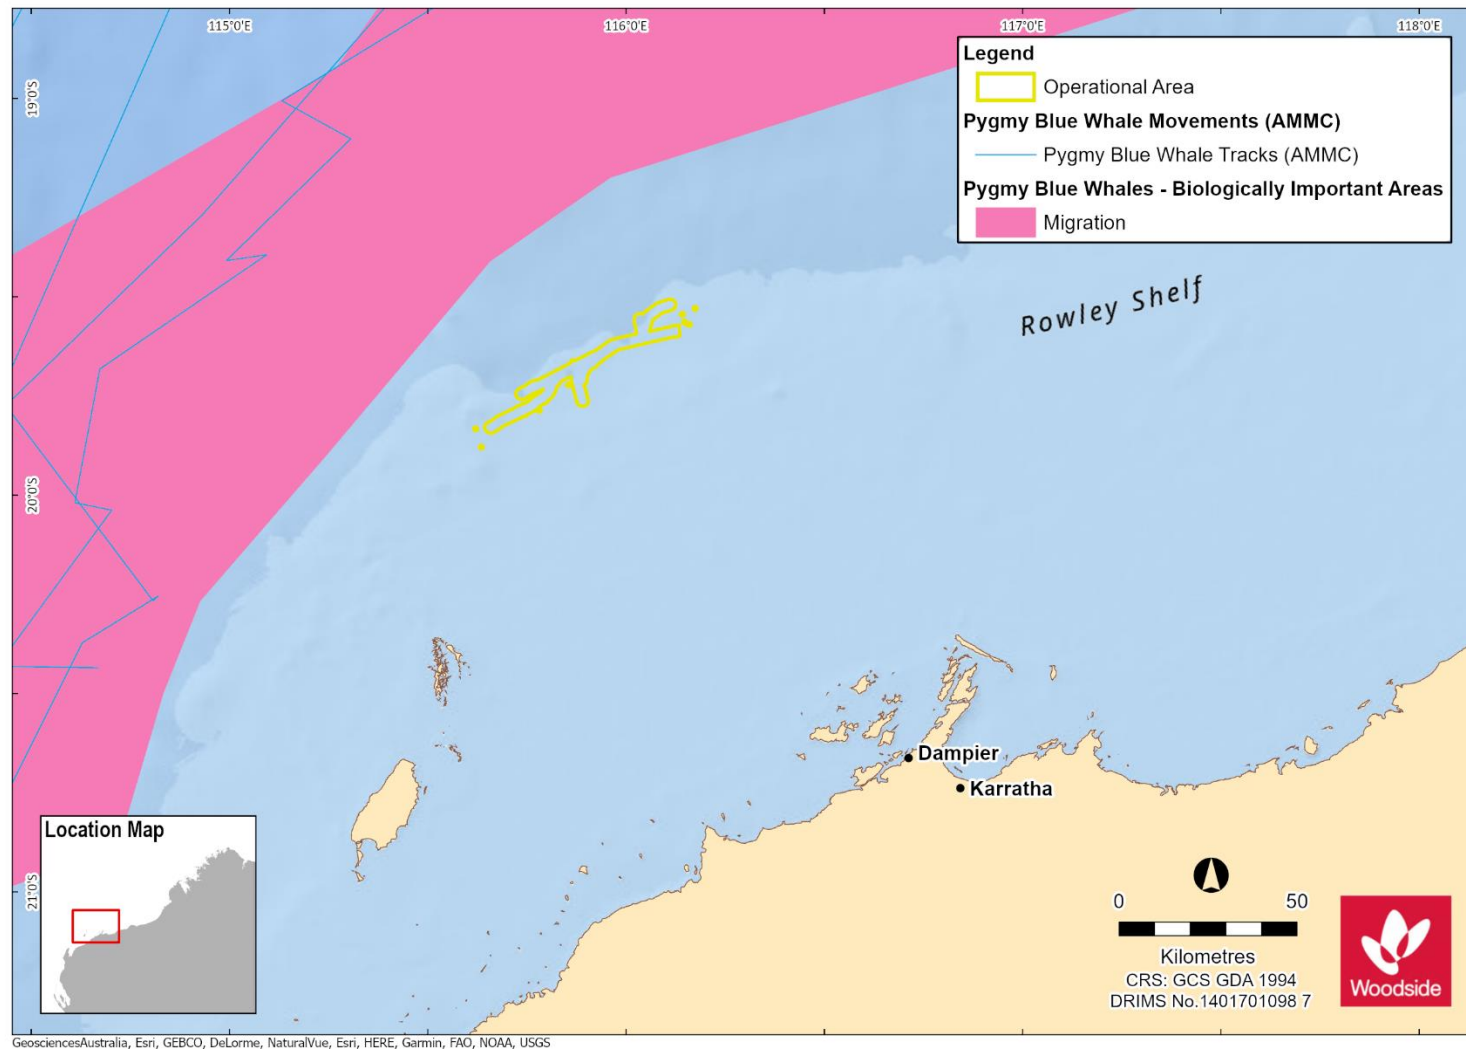 115°0'E
116°0'E
117°0'E
118°0'E
Legend
Operational Area
Pygmy Blue Whale Movements (AMMC)
Pygmy Blue Whale Tracks (AMMC)
Pygmy Blue Whales - Biologically Important Areas
Migration
19°0'S
Rowley Shelf
20°0'S
Dampier
Karratha
Location Map
21°0'S
0 50
Kilometres
CRS: GCS GDA 1994
DRIMS No.1401701098 7
Woodside
GeosciencesAustralia, Esri, GEBCO, DeLorme, NaturalVue, Esri, HERE, Garmin, FAO, NOAA, USGS